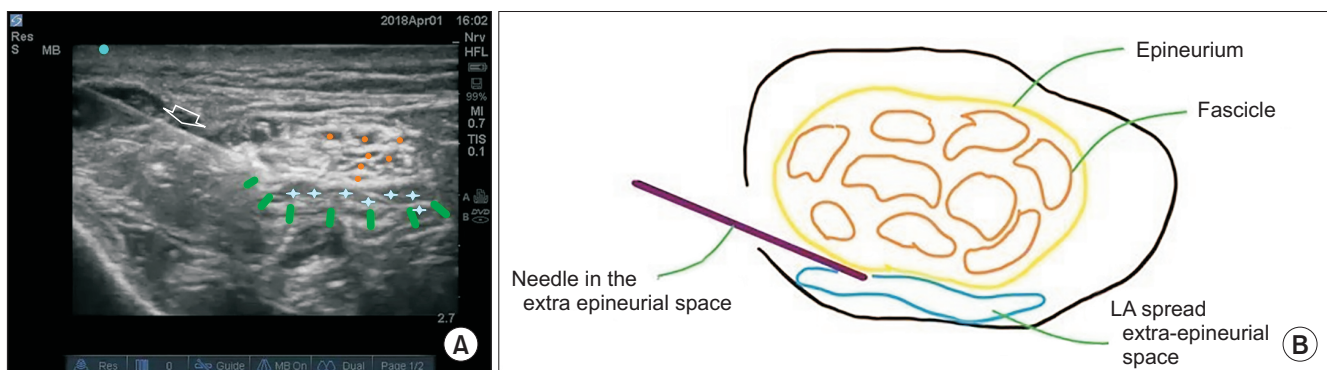 2018Apr01 16:02
Res
S MB
Nrv
HFL
99%
MI
0.7
TIS
0.1
A
B DVD
2.7
Res
0
Guide
MB On
Dual
Page 1/2
A
Epineurium
Fascicle
Needle in the
extra epineurial space
LA spread
extra-epineurial
space
B